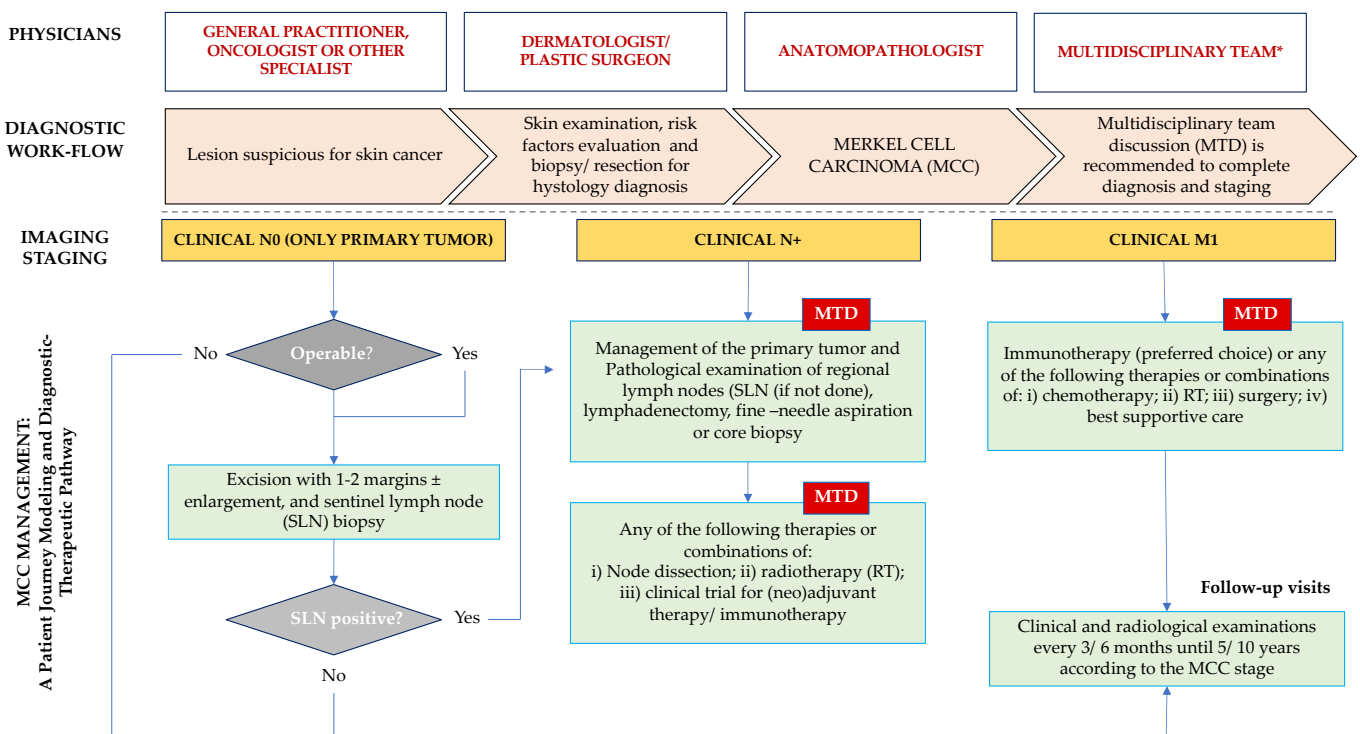 PHYSICIANS
GENERAL PRACTITIONER,
ONCOLOGIST OR OTHER
SPECIALIST
DERMATOLOGIST/
PLASTIC SURGEON
ANATOMOPATHOLOGIST
MULTIDISCIPLINARY TEAM*
DIAGNOSTIC
WORK-FLOW
Lesion suspicious for skin cancer
Skin examination, risk
factors evaluation and
biopsy/ resection for
hystology diagnosis
MERKEL CELL
CARCINOMA (MCC)
Multidisciplinary team
discussion (MTD) is
recommended to complete
diagnosis and staging
IMAGING
STAGING
CLINICAL N0 (ONLY PRIMARY TUMOR)
CLINICAL N+
CLINICAL M1
MCC MANAGEMENT:
A Patient Journey Modeling and Diagnostic-
Therapeutic Pathway
No
Operable?
Yes
Excision with 1-2 margins ±
enlargement, and sentinel lymph node
(SLN) biopsy
SLN positive?
Yes
No
MTD
Management of the primary tumor and
Pathological examination of regional
lymph nodes (SLN (if not done),
lymphadenectomy, fine –needle aspiration
or core biopsy
MTD
Any of the following therapies or
combinations of:
i) Node dissection; ii) radiotherapy (RT);
iii) clinical trial for (neo)adjuvant
therapy/ immunotherapy
MTD
Immunotherapy (preferred choice) or any
of the following therapies or combinations
of: i) chemotherapy; ii) RT; iii) surgery; iv)
best supportive care
Follow-up visits
Clinical and radiological examinations
every 3/ 6 months until 5/ 10 years
according to the MCC stage